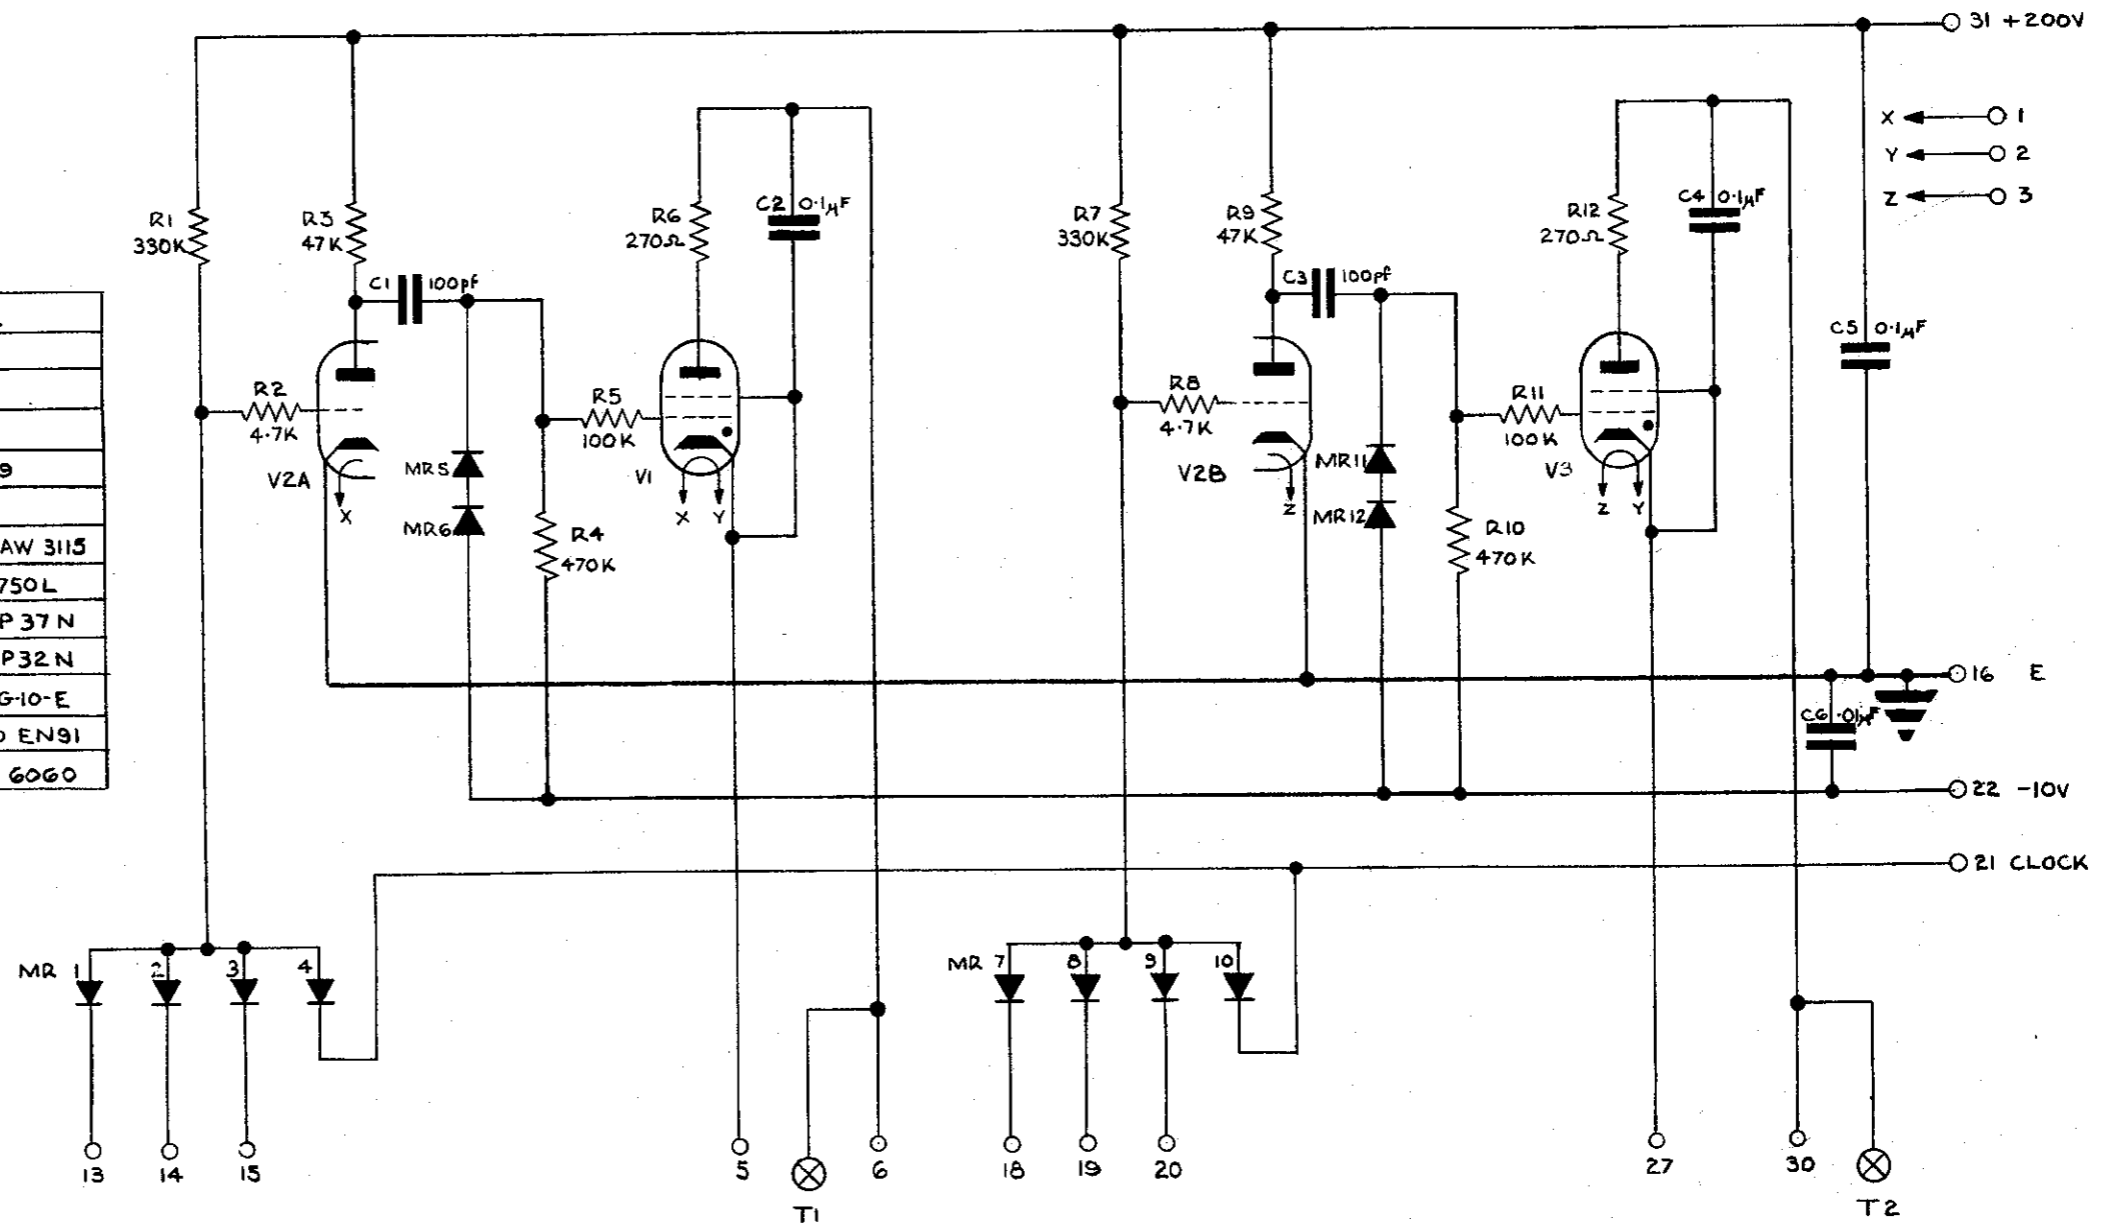 31 +200V
X 1
Y 2
Z 3
R1
330K
R3
47K
C1 100pf
R2
4.7K
V2A
X
MR5
MR6
R4
470K
R5
100K
R6
270Ω
C2 0.1µF
V1
X Y
R7
330K
R9
47K
C3 100pf
R8
4.7K
V2B
Z
MR11
MR12
R10
470K
R11
100K
R12
270Ω
C4 0.1µF
V3
Z Y
C5 0.1µF
9
AW 3115
750L
P 37 N
P32 N
G-10-E
EN91
6060
16 E
C6 .01µF
22 -10V
21 CLOCK
MR 1 2 3 4
MR 7 8 9 10
13 14 15 5 6 18 19 20 27 30
T1 T2